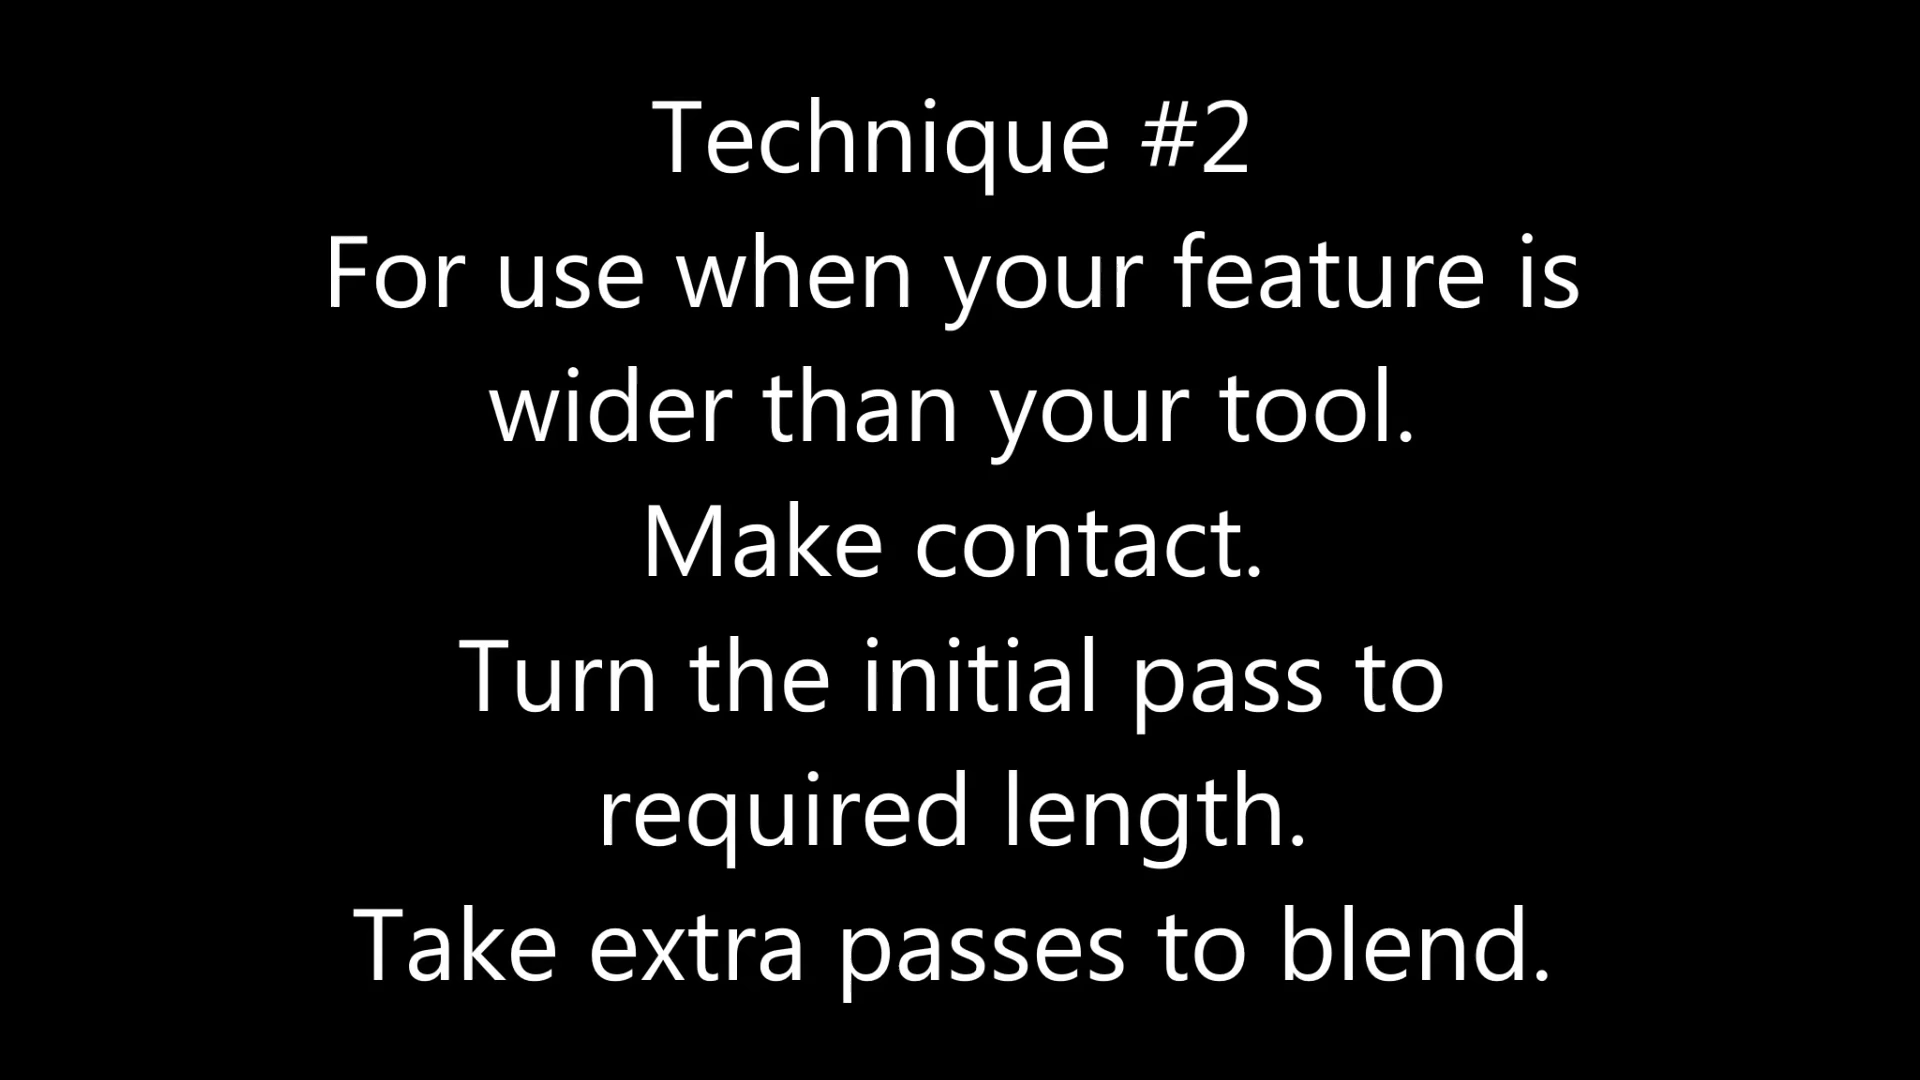 Technique #2
For use when your feature is
wider than your tool.
Make contact.
Turn the initial pass to
required length.
Take extra passes to blend.